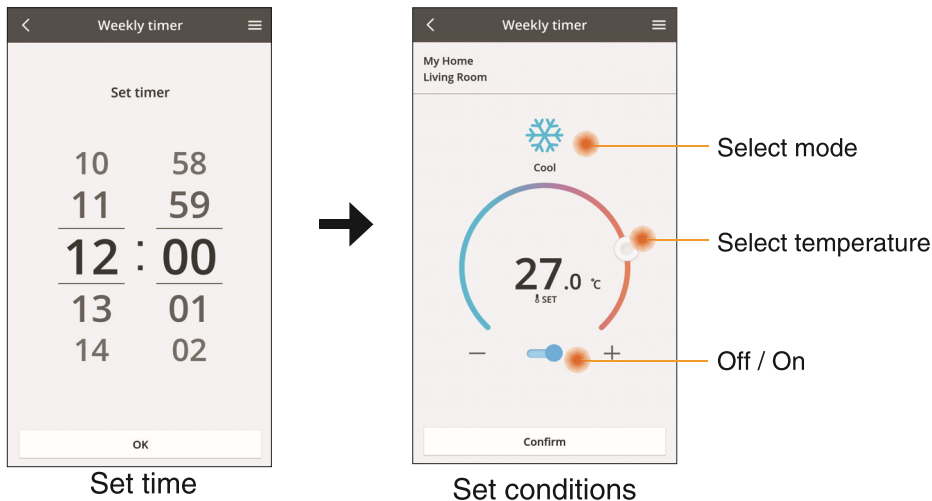 Weekly timer
Set timer
10 58
11 59
12 : 00
13 01
14 02
OK
Set time
Weekly timer
My Home
Living Room
Cool
27.0 °C
SET
− +
Confirm
Set conditions
Select mode
Select temperature
Off / On